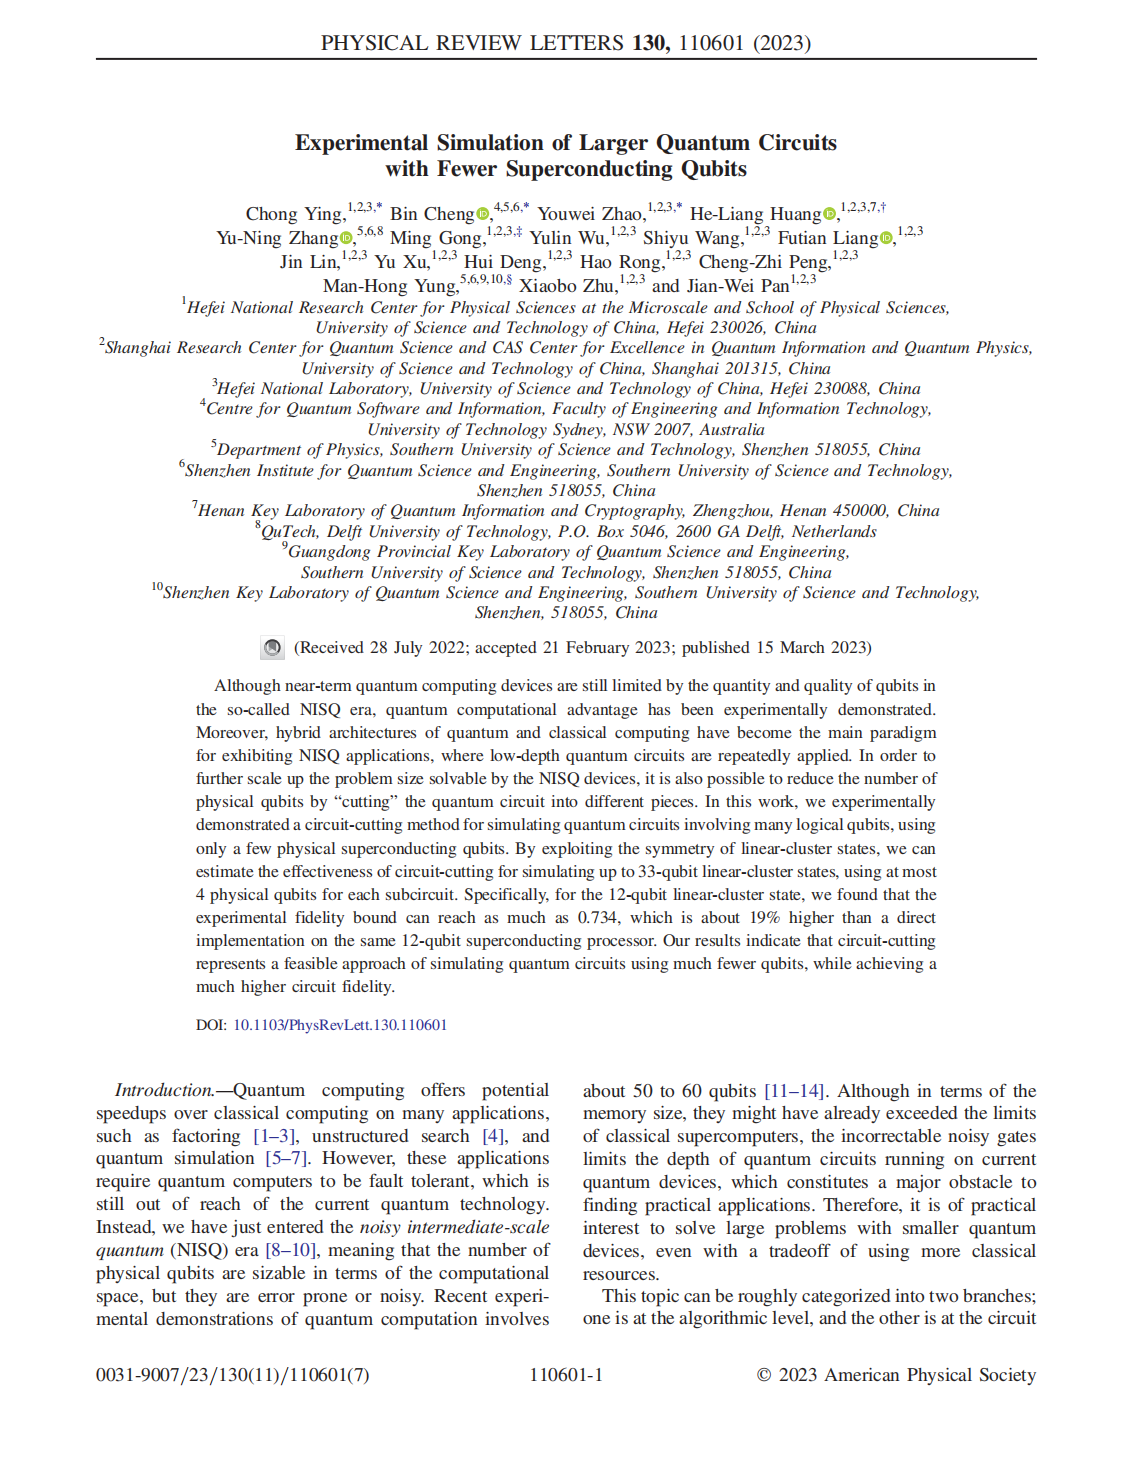 PHYSICAL REVIEW LETTERS 130, 110601 (2023)
Experimental Simulation of Larger Quantum Circuits
with Fewer Superconducting Qubits
Chong Ying,1,2,3,* Bin Cheng,4,5,6,* Youwei Zhao,1,2,3,* He-Liang Huang,1,2,3,7,†
Yu-Ning Zhang,5,6,8 Ming Gong,1,2,3,‡ Yulin Wu,1,2,3 Shiyu Wang,1,2,3 Futian Liang,1,2,3
Jin Lin,1,2,3 Yu Xu,1,2,3 Hui Deng,1,2,3 Hao Rong,1,2,3 Cheng-Zhi Peng,1,2,3
Man-Hong Yung,5,6,9,10,§ Xiaobo Zhu,1,2,3 and Jian-Wei Pan1,2,3
1Hefei National Research Center for Physical Sciences at the Microscale and School of Physical Sciences,
University of Science and Technology of China, Hefei 230026, China
2Shanghai Research Center for Quantum Science and CAS Center for Excellence in Quantum Information and Quantum Physics,
University of Science and Technology of China, Shanghai 201315, China
3Hefei National Laboratory, University of Science and Technology of China, Hefei 230088, China
4Centre for Quantum Software and Information, Faculty of Engineering and Information Technology,
University of Technology Sydney, NSW 2007, Australia
5Department of Physics, Southern University of Science and Technology, Shenzhen 518055, China
6Shenzhen Institute for Quantum Science and Engineering, Southern University of Science and Technology,
Shenzhen 518055, China
7Henan Key Laboratory of Quantum Information and Cryptography, Zhengzhou, Henan 450000, China
8QuTech, Delft University of Technology, P.O. Box 5046, 2600 GA Delft, Netherlands
9Guangdong Provincial Key Laboratory of Quantum Science and Engineering,
Southern University of Science and Technology, Shenzhen 518055, China
10Shenzhen Key Laboratory of Quantum Science and Engineering, Southern University of Science and Technology,
Shenzhen, 518055, China
(Received 28 July 2022; accepted 21 February 2023; published 15 March 2023)
Although near-term quantum computing devices are still limited by the quantity and quality of qubits in
the so-called NISQ era, quantum computational advantage has been experimentally demonstrated.
Moreover, hybrid architectures of quantum and classical computing have become the main paradigm
for exhibiting NISQ applications, where low-depth quantum circuits are repeatedly applied. In order to
further scale up the problem size solvable by the NISQ devices, it is also possible to reduce the number of
physical qubits by “cutting” the quantum circuit into different pieces. In this work, we experimentally
demonstrated a circuit-cutting method for simulating quantum circuits involving many logical qubits, using
only a few physical superconducting qubits. By exploiting the symmetry of linear-cluster states, we can
estimate the effectiveness of circuit-cutting for simulating up to 33-qubit linear-cluster states, using at most
4 physical qubits for each subcircuit. Specifically, for the 12-qubit linear-cluster state, we found that the
experimental fidelity bound can reach as much as 0.734, which is about 19% higher than a direct
implementation on the same 12-qubit superconducting processor. Our results indicate that circuit-cutting
represents a feasible approach of simulating quantum circuits using much fewer qubits, while achieving a
much higher circuit fidelity.
DOI: 10.1103/PhysRevLett.130.110601
Introduction.—Quantum computing offers potential
speedups over classical computing on many applications,
such as factoring [1–3], unstructured search [4], and
quantum simulation [5–7]. However, these applications
require quantum computers to be fault tolerant, which is
still out of reach of the current quantum technology.
Instead, we have just entered the noisy intermediate-scale
quantum (NISQ) era [8–10], meaning that the number of
physical qubits are sizable in terms of the computational
space, but they are error prone or noisy. Recent experi-
mental demonstrations of quantum computation involves
about 50 to 60 qubits [11–14]. Although in terms of the
memory size, they might have already exceeded the limits
of classical supercomputers, the incorrectable noisy gates
limits the depth of quantum circuits running on current
quantum devices, which constitutes a major obstacle to
finding practical applications. Therefore, it is of practical
interest to solve large problems with smaller quantum
devices, even with a tradeoff of using more classical
resources.
This topic can be roughly categorized into two branches;
one is at the algorithmic level, and the other is at the circuit
0031-9007/23/130(11)/110601(7)
110601-1
© 2023 American Physical Society